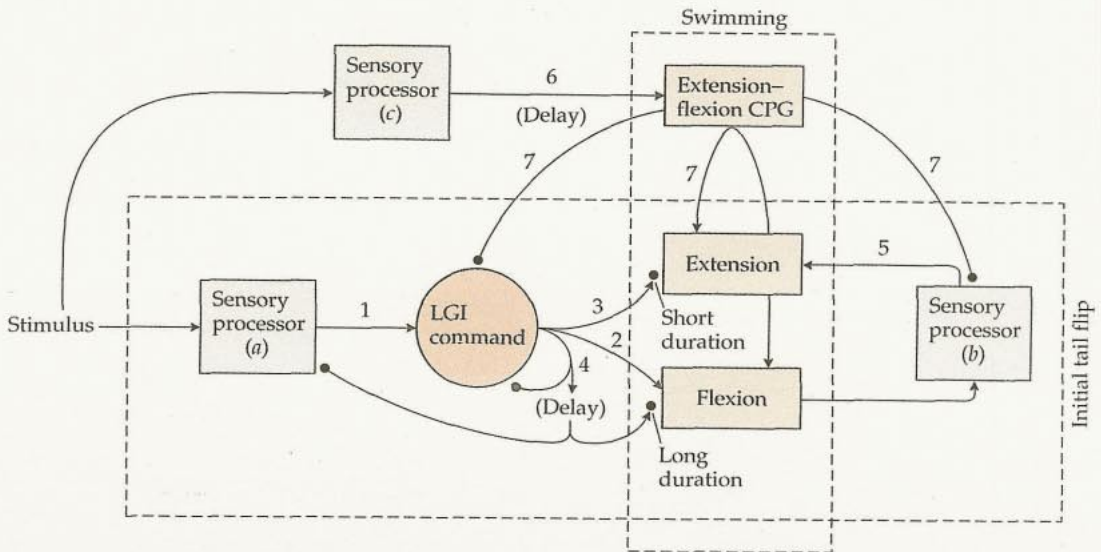 Swimming
Sensory
processor
(c)
6
(Delay)
Extension–
flexion CPG
7
7
7
Stimulus
Sensory
processor
(a)
1
LGI
command
3
2
4
(Delay)
Extension
Short
duration
Flexion
Long
duration
5
Sensory
processor
(b)
Initial tail flip